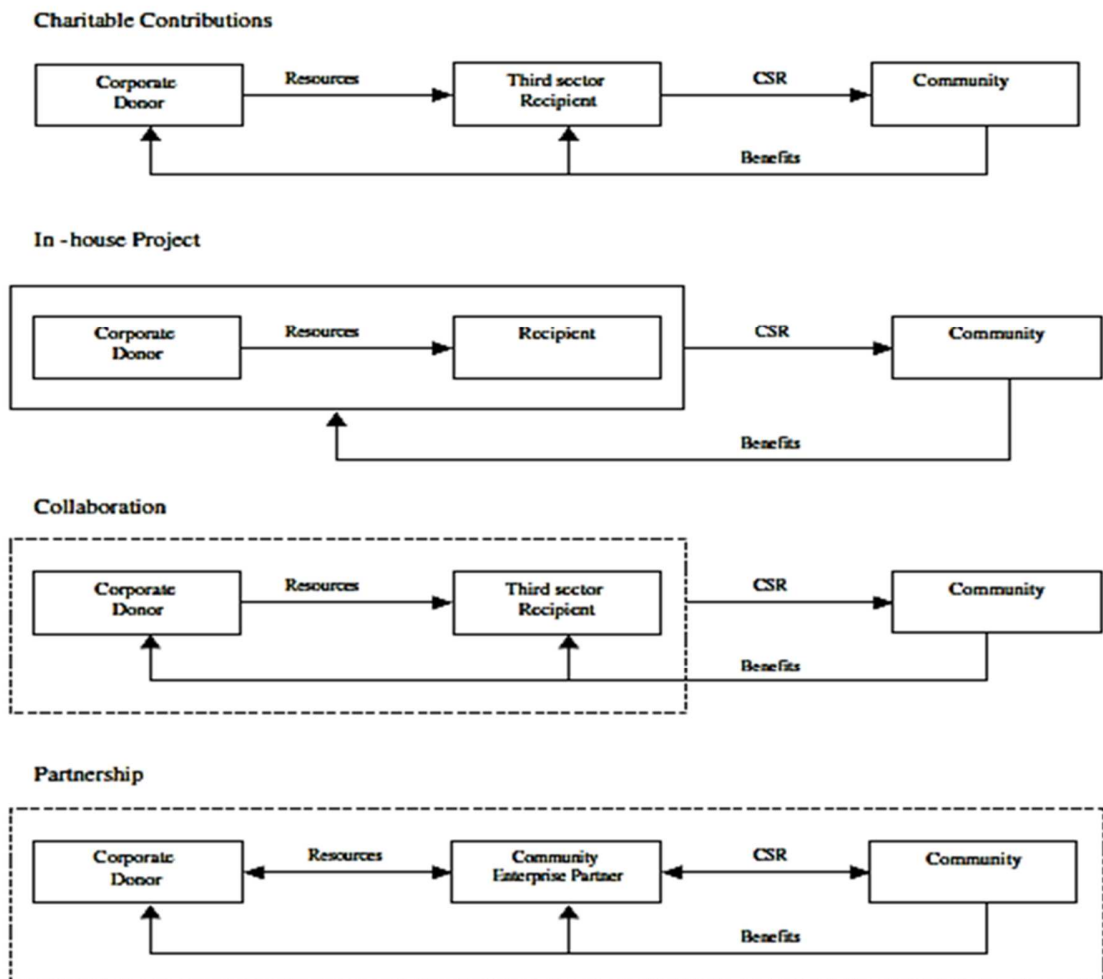 Charitable Contributions
Corporate
Donor
Resources
Third sector
Recipient
CSR
Community
Benefits
In -house Project
Corporate
Donor
Resources
Recipient
CSR
Community
Benefits
Collaboration
Corporate
Donor
Resources
Third sector
Recipient
CSR
Community
Benefits
Partnership
Corporate
Donor
Resources
Community
Enterprise Partner
CSR
Community
Benefits